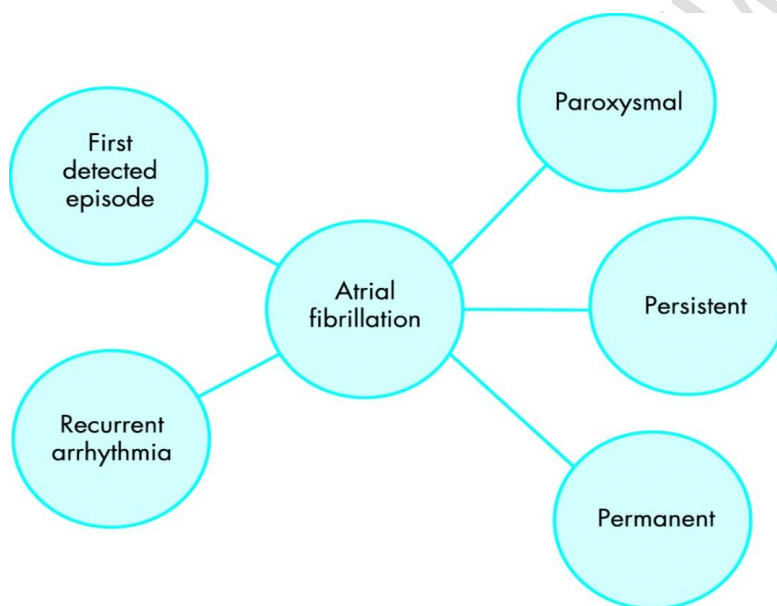 Paroxysmal
First
detected
episode
Atrial
fibrillation
Persistent
Recurrent
arrhythmia
Permanent